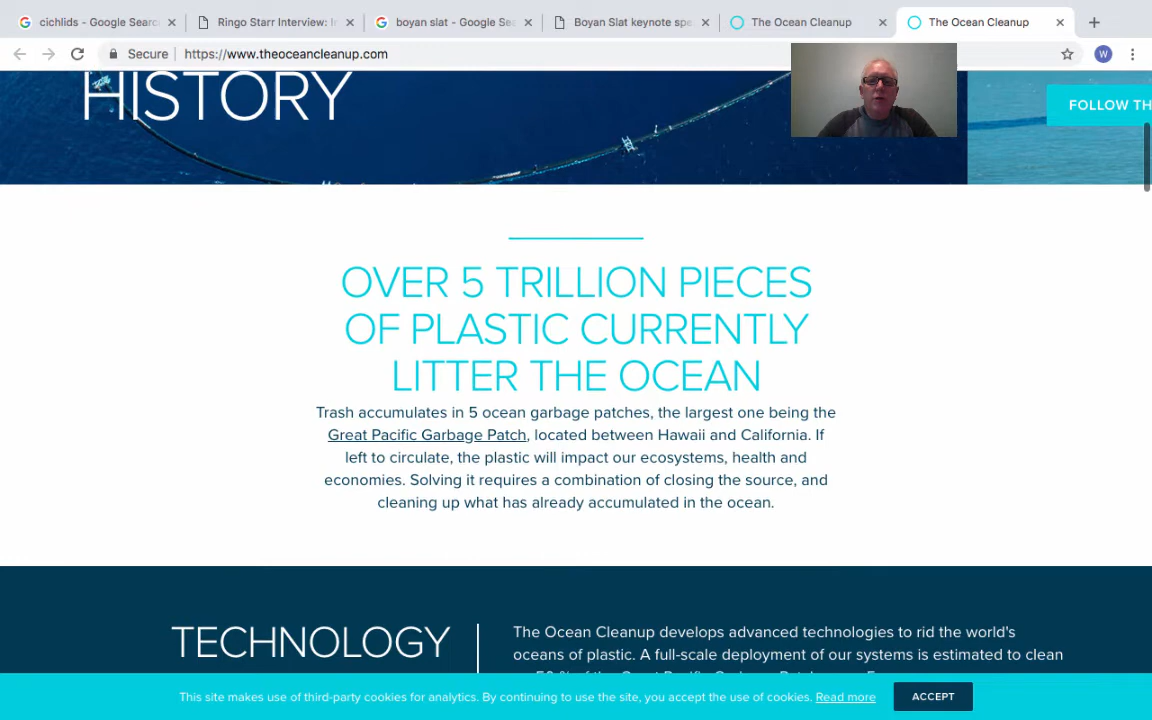 cichlids - Google Searc
Ringo Starr Interview: I
boyan slat - Google Se
Boyan Slat keynote spe
The Ocean Cleanup
The Ocean Cleanup
Secure https://www.theoceancleanup.com
W
HISTORY
FOLLOW TH
OVER 5 TRILLION PIECES
OF PLASTIC CURRENTLY
LITTER THE OCEAN
Trash accumulates in 5 ocean garbage patches, the largest one being the
Great Pacific Garbage Patch, located between Hawaii and California. If
left to circulate, the plastic will impact our ecosystems, health and
economies. Solving it requires a combination of closing the source, and
cleaning up what has already accumulated in the ocean.
TECHNOLOGY
The Ocean Cleanup develops advanced technologies to rid the world's
oceans of plastic. A full-scale deployment of our systems is estimated to clean
This site makes use of third-party cookies for analytics. By continuing to use the site, you accept the use of cookies. Read more
ACCEPT